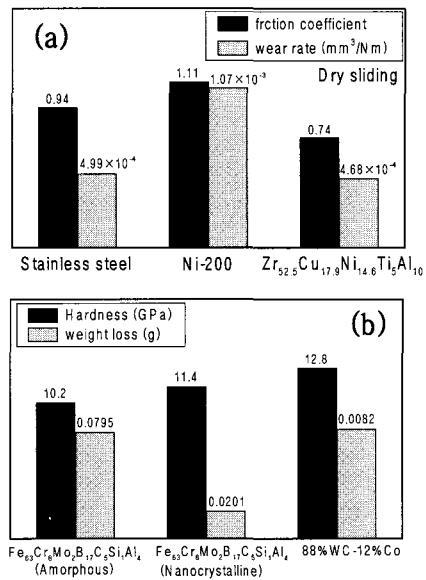 (a)
frction coefficient
wear rate (mm³/Nm)
Dry sliding
0.94
4.99×10⁻⁴
1.11
1.07×10⁻³
0.74
4.68×10⁻⁴
Stainless steel
Ni-200
Zr₅₂.₅Cu₁₇.₉Ni₁₄.₆Ti₅Al₁₀
Hardness (GPa)
weight loss (g)
(b)
10.2
0.0795
11.4
0.0201
12.8
0.0082
Fe₆₃Cr₈Mo₂B₁₇C₅Si₁Al₄
(Amorphous)
Fe₆₃Cr₈Mo₂B₁₇C₅Si₁Al₄
(Nanocrystalline)
88%WC-12%Co